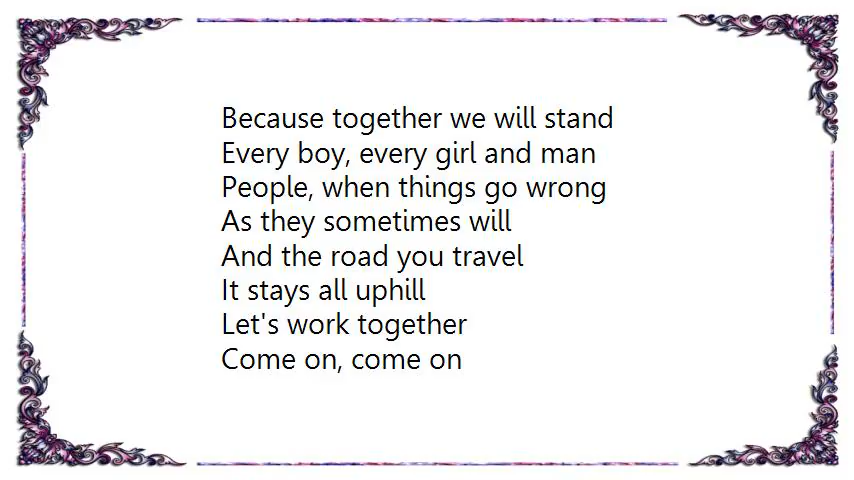 Because together we will stand
Every boy, every girl and man
People, when things go wrong
As they sometimes will
And the road you travel
It stays all uphill
Let's work together
Come on, come on